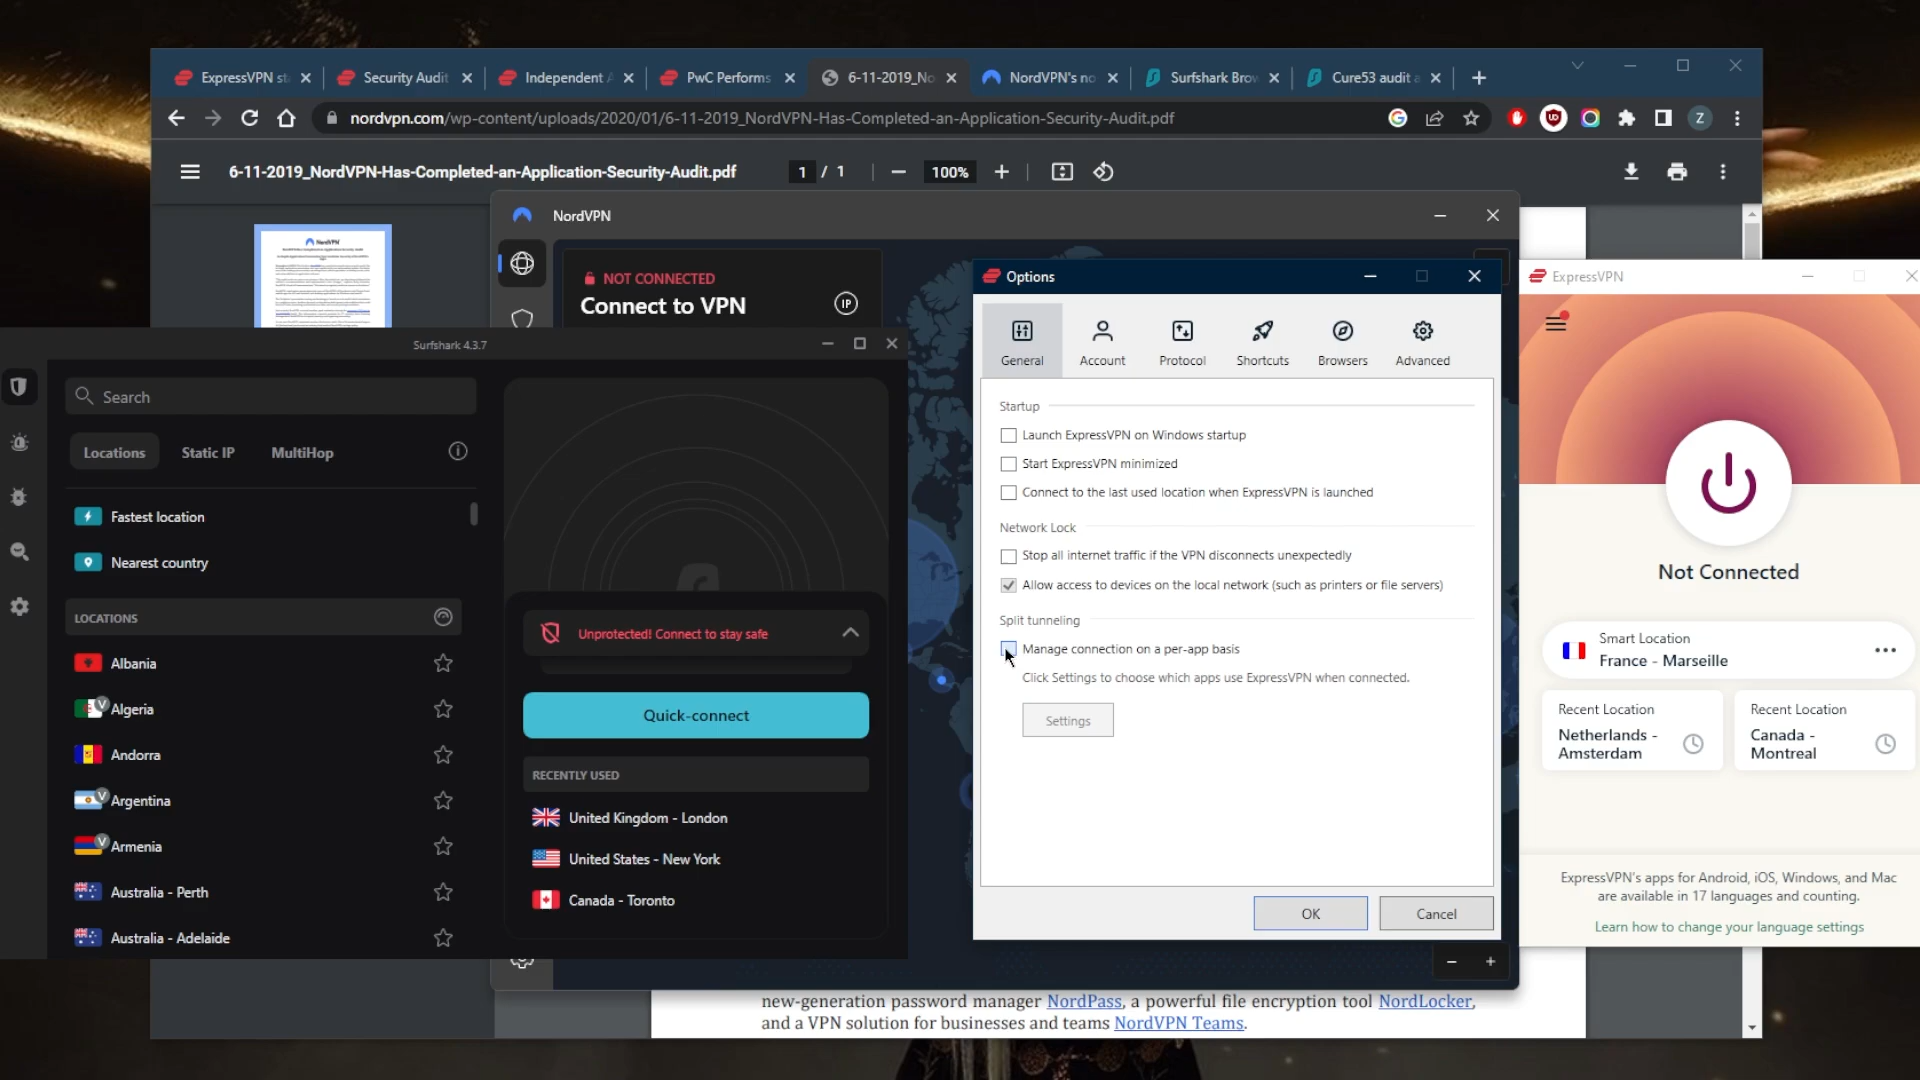 ExpressVPN st
Security Audit
Independent A
PwC Performs
6-11-2019_No
NordVPN's no
Surfshark Brow
Cure53 audit a
nordvpn.com/wp-content/uploads/2020/01/6-11-2019_NordVPN-Has-Completed-an-Application-Security-Audit.pdf
Z
6-11-2019_NordVPN-Has-Completed-an-Application-Security-Audit.pdf
1 / 1
100%
NordVPN
NOT CONNECTED
Connect to VPN
IP
Surfshark 4.3.7
Search
Locations
Static IP
MultiHop
Fastest location
Nearest country
LOCATIONS
Albania
Algeria
Andorra
Argentina
Armenia
Australia - Perth
Australia - Adelaide
Unprotected! Connect to stay safe
Quick-connect
RECENTLY USED
United Kingdom - London
United States - New York
Canada - Toronto
Options
General
Account
Protocol
Shortcuts
Browsers
Advanced
Startup
Launch ExpressVPN on Windows startup
Start ExpressVPN minimized
Connect to the last used location when ExpressVPN is launched
Network Lock
Stop all internet traffic if the VPN disconnects unexpectedly
Allow access to devices on the local network (such as printers or file servers)
Split tunneling
Manage connection on a per-app basis
Click Settings to choose which apps use ExpressVPN when connected.
Settings
OK
Cancel
ExpressVPN
Not Connected
Smart Location
France - Marseille
Recent Location
Netherlands -
Amsterdam
Recent Location
Canada -
Montreal
ExpressVPN's apps for Android, iOS, Windows, and Mac
are available in 17 languages and counting.
Learn how to change your language settings
new-generation password manager NordPass, a powerful file encryption tool NordLocker,
and a VPN solution for businesses and teams NordVPN Teams.